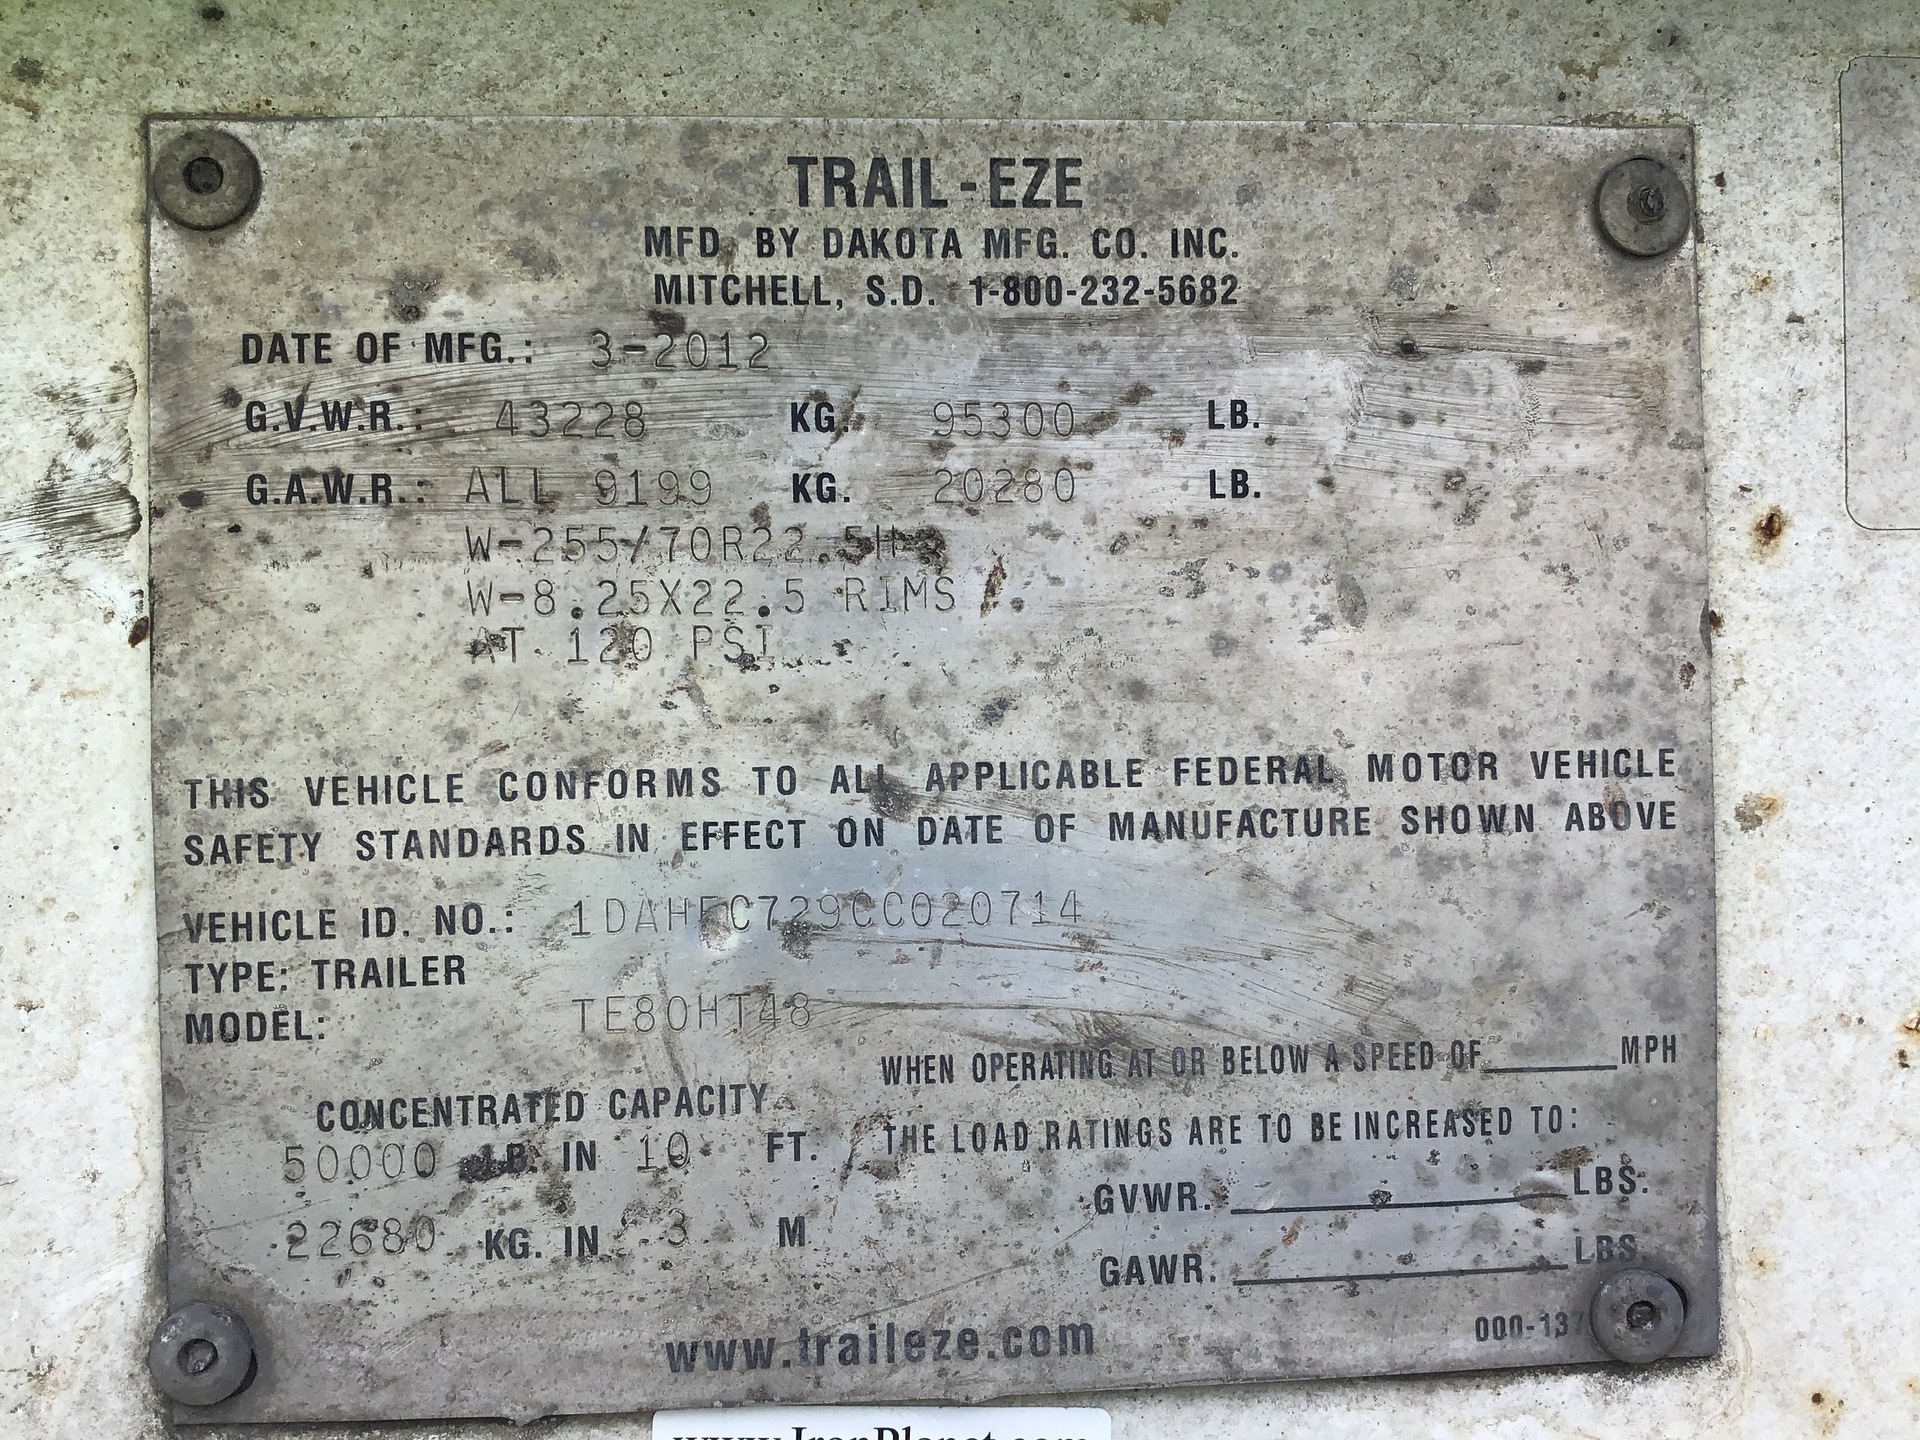 TRAIL-EZE
MFD BY DAKOTA MFG. CO. INC.
MITCHELL, S.D. 1-800-232-5682
DATE OF MFG.: 3-2012
G.V.W.R.: 43228 KG. 95300 LB.
G.A.W.R.: ALL 9199 KG. 20280 LB.
W-255/70R22.5
W-8.25X22.5 RIMS
AT 120 PSI
THIS VEHICLE CONFORMS TO ALL APPLICABLE FEDERAL MOTOR VEHICLE
SAFETY STANDARDS IN EFFECT ON DATE OF MANUFACTURE SHOWN ABOVE
VEHICLE ID. NO.: 1DAHFC729CC020714
TYPE: TRAILER
MODEL: TE80HT48
CONCENTRATED CAPACITY
50000 LB. IN 10 FT.
22680 KG. IN 3 M
WHEN OPERATING AT OR BELOW A SPEED OF MPH
THE LOAD RATINGS ARE TO BE INCREASED TO:
GVWR. LBS.
GAWR. LBS.
www.traileze.com
www.IronPlanet.com